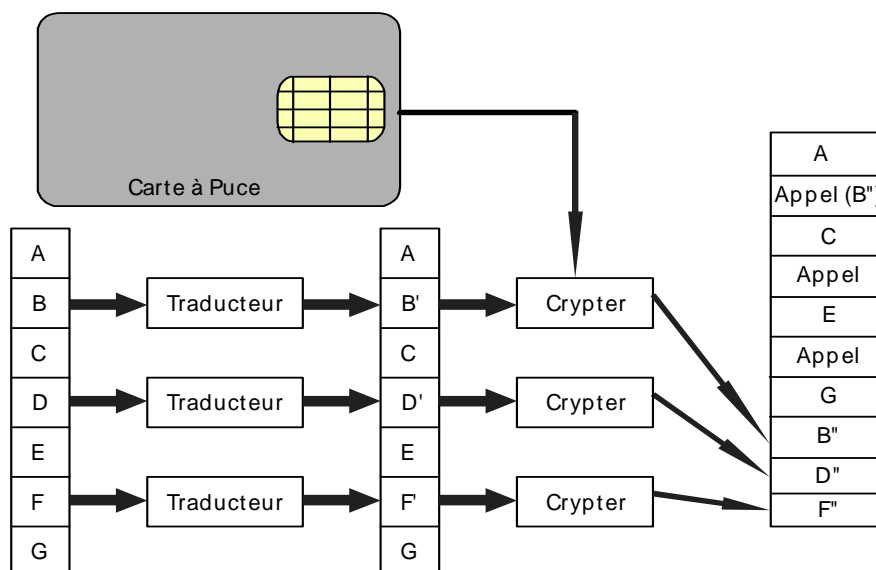 Carte à Puce
A
B
C
D
E
F
G
Traducteur
Traducteur
Traducteur
A
B'
C
D'
E
F'
G
Crypter
Crypter
Crypter
A
Appel (B")
C
Appel
E
Appel
G
B"
D"
F"